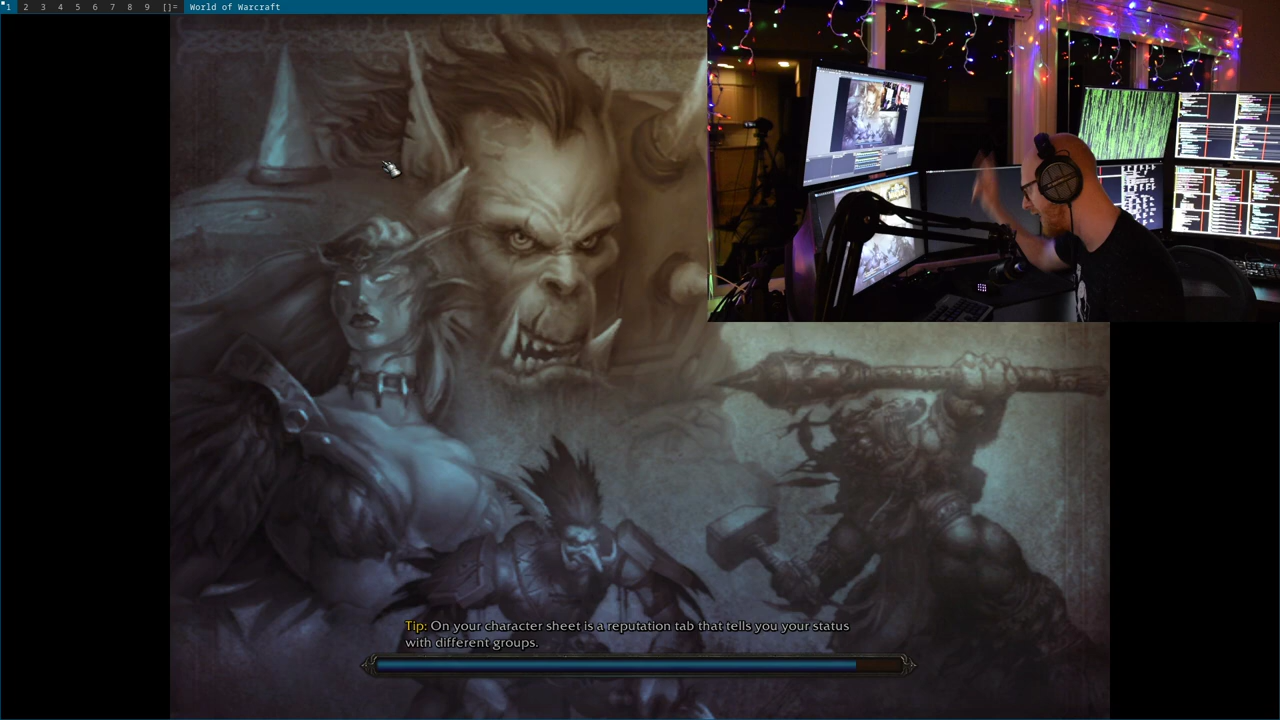 1 2 3 4 5 6 7 8 9 []= World of Warcraft
Tip: On your character sheet is a reputation tab that tells you your status
with different groups.